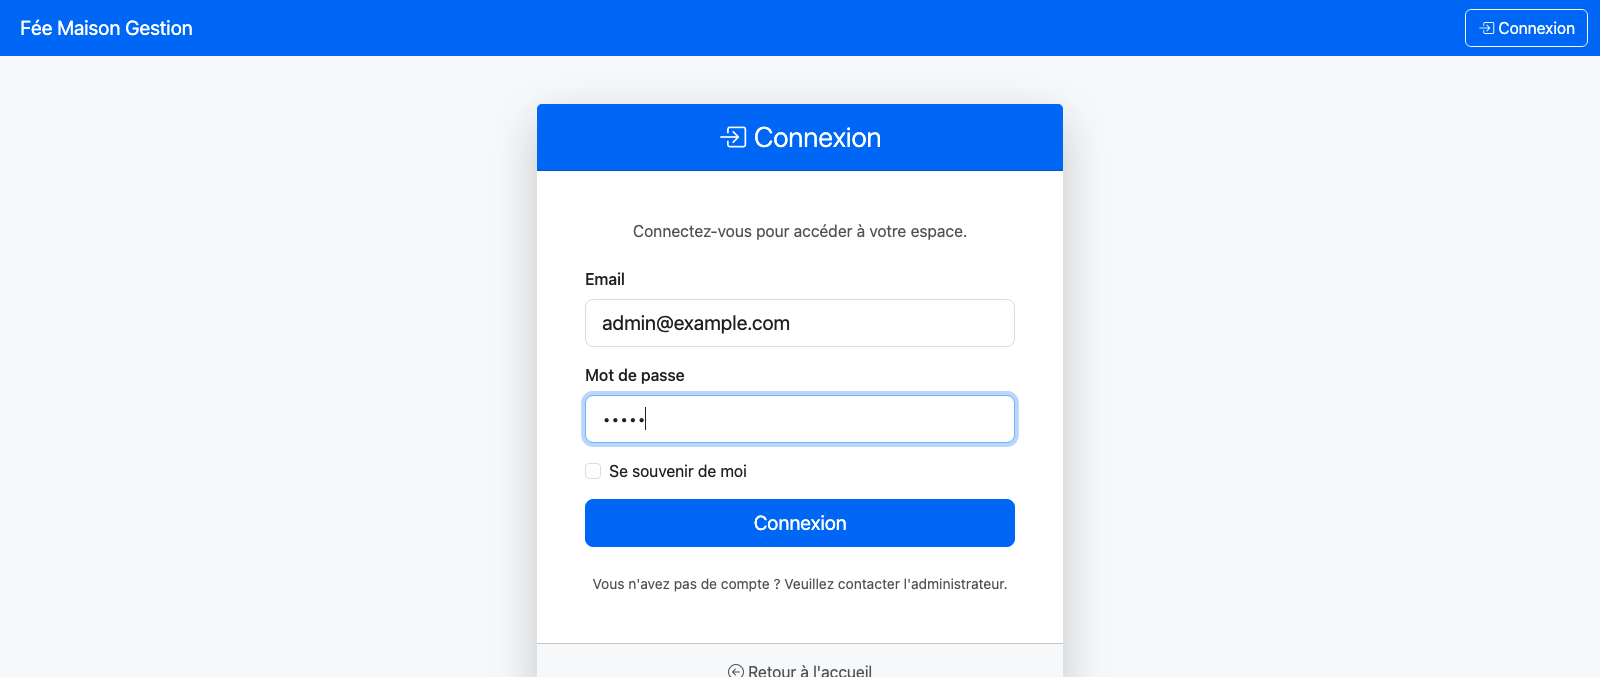 Fée Maison Gestion
Connexion
Connexion
Connectez-vous pour accéder à votre espace.
Email
admin@example.com
Mot de passe
•••••
Se souvenir de moi
Connexion
Vous n'avez pas de compte ? Veuillez contacter l'administrateur.
Retour à l'accueil